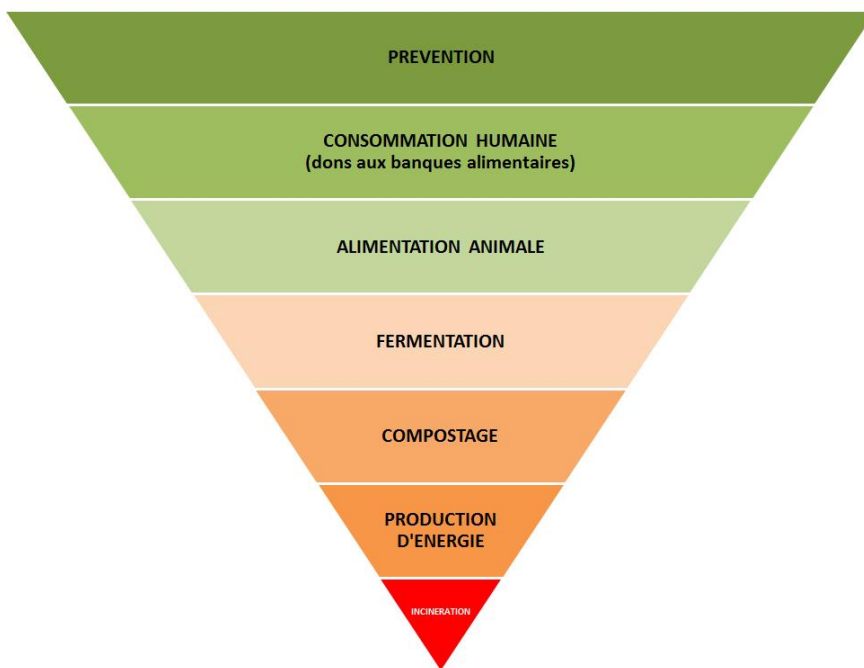 PREVENTION
CONSOMMATION HUMAINE
(dons aux banques alimentaires)
ALIMENTATION ANIMALE
FERMENTATION
COMPOSTAGE
PRODUCTION
D'ENERGIE
INCINERATION